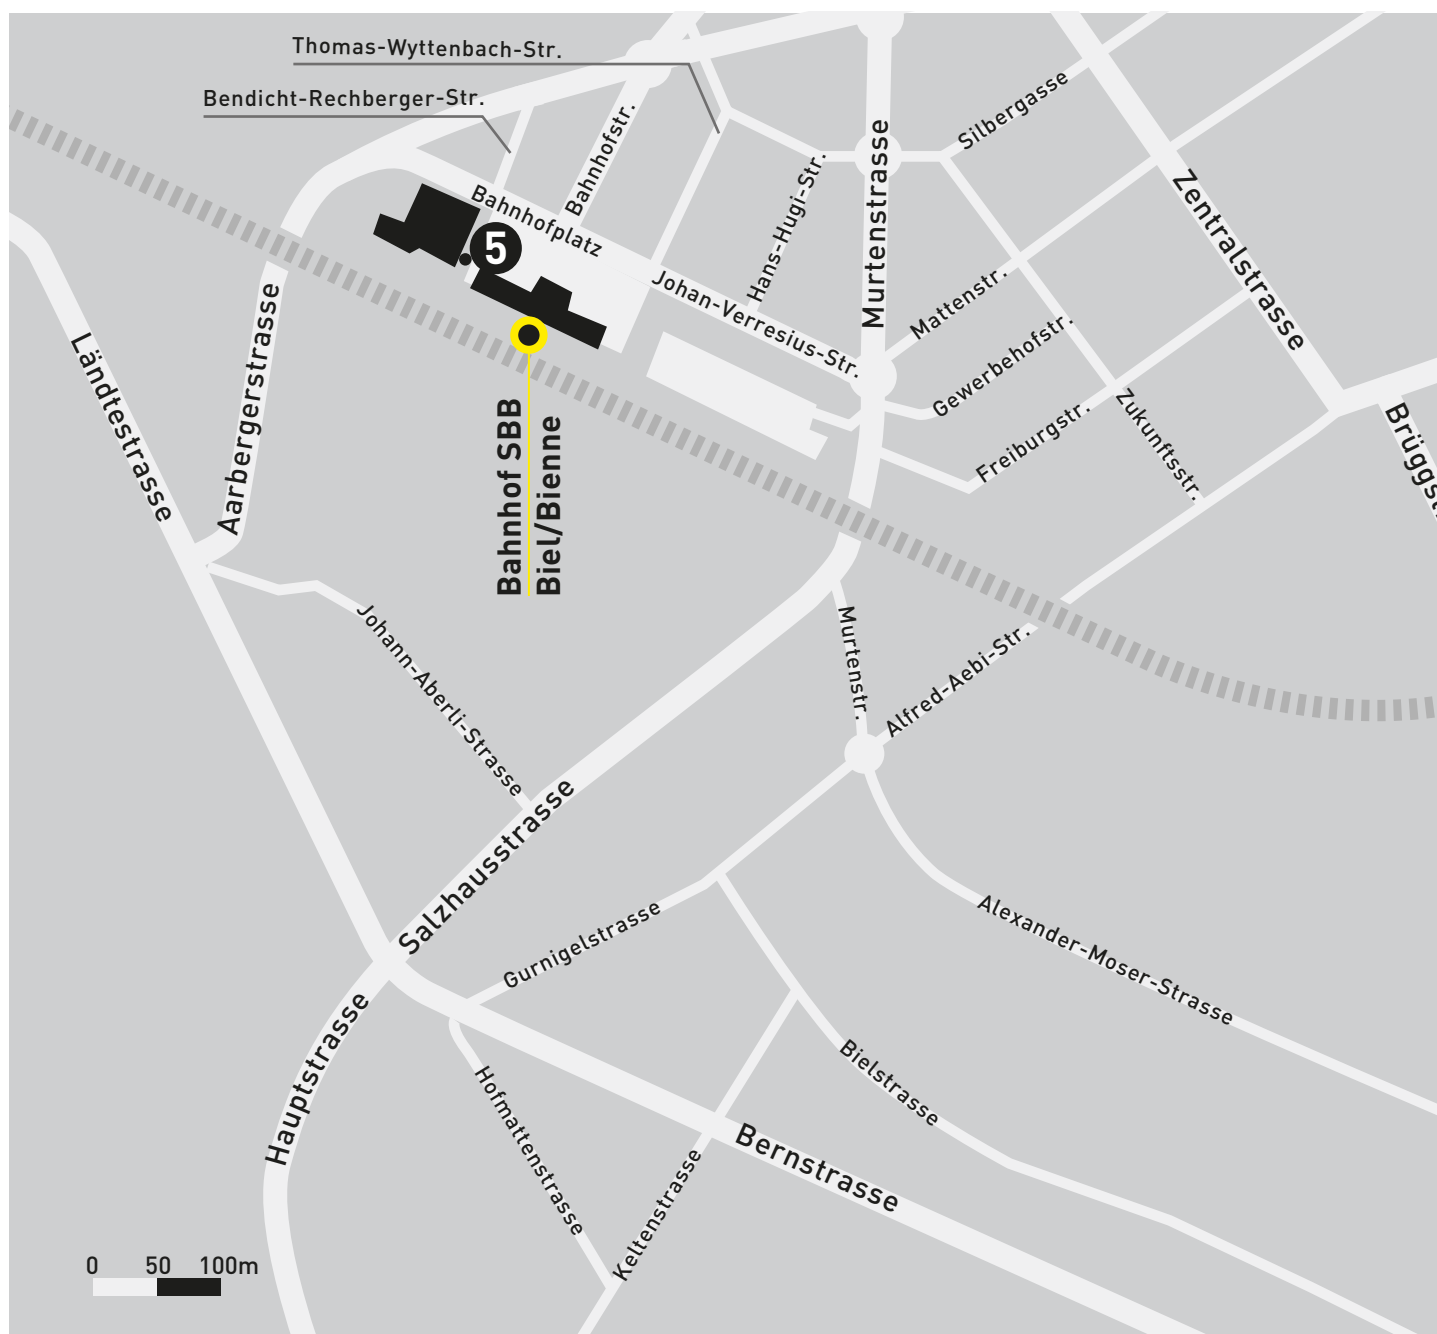 Thomas-Wyttenbach-Str.
Bendicht-Rechberger-Str.
Bahnhofstr.
Silbergasse
Murtenstrasse
Hans-Hugi-Str.
Zentralstrasse
Bahnhofplatz
5
Johan-Verresius-Str.
Mattenstr.
Gewerbehofstr.
Aarbergerstrasse
Ländtestrasse
Freiburgstr.
Zukunftsstr.
Bahnhof SBB
Biel/Bienne
Johann-Aberli-Strasse
Murtenstr.
Alfred-Aebi-Str.
Salzhausstrasse
Gurnigelstrasse
Alexander-Moser-Strasse
Hauptstrasse
Bielstrasse
Hofmattenstrasse
Keltenstrasse
Bernstrasse
0 50 100m